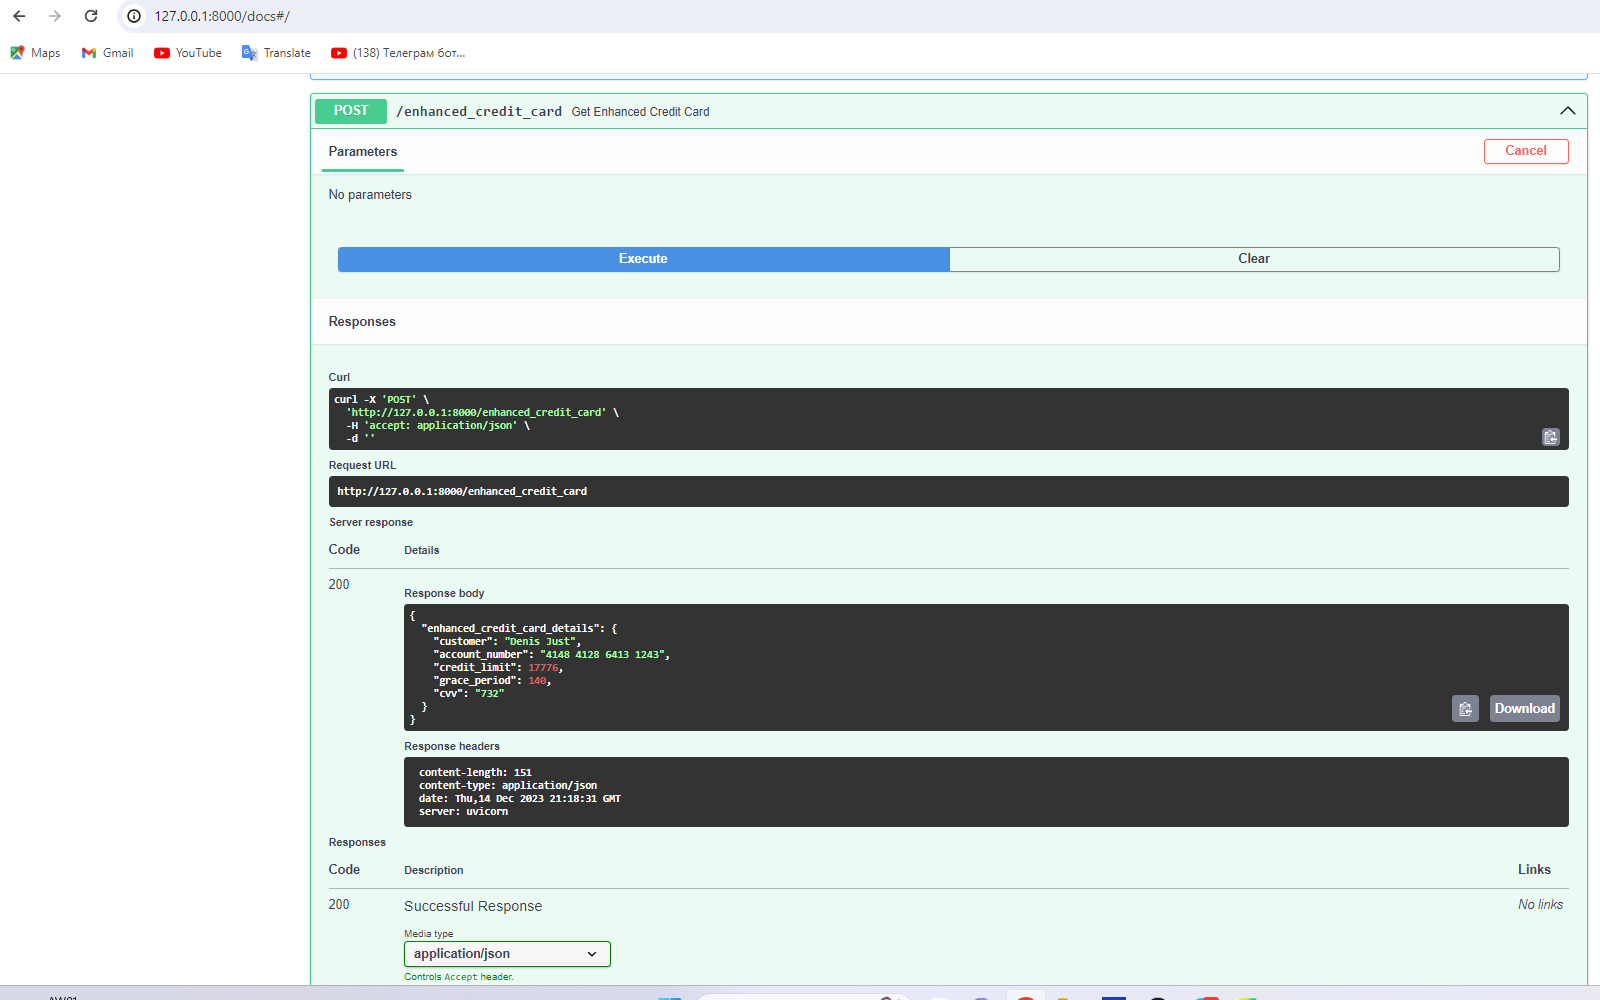 127.0.0.1:8000/docs#/
Maps Gmail YouTube Translate (138) Телеграм бот...
POST /enhanced_credit_card Get Enhanced Credit Card
Parameters Cancel
No parameters
Execute Clear
Responses
Curl
curl -X 'POST' \
'http://127.0.0.1:8000/enhanced_credit_card' \
-H 'accept: application/json' \
-d ''
Request URL
http://127.0.0.1:8000/enhanced_credit_card
Server response
Code Details
200
Response body
{
"enhanced_credit_card_details": {
"customer": "Denis Just",
"account_number": "4148 4128 6413 1243",
"credit_limit": 17776,
"grace_period": 140,
"cvv": "732"
}
}
Download
Response headers
content-length: 151
content-type: application/json
date: Thu,14 Dec 2023 21:18:31 GMT
server: uvicorn
Responses
Code Description Links
200 Successful Response No links
Media type
application/json
Controls Accept header.